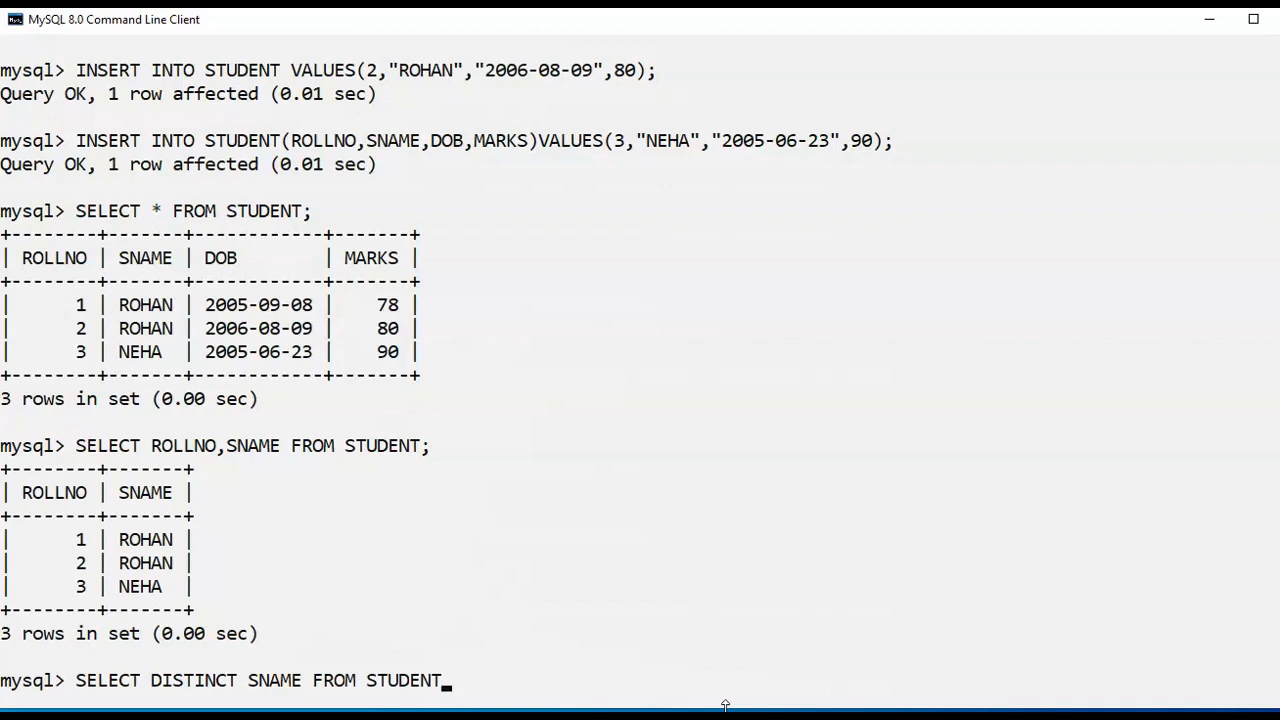 MySQL 8.0 Command Line Client
mysql> INSERT INTO STUDENT VALUES(2,"ROHAN","2006-08-09",80);
Query OK, 1 row affected (0.01 sec)
mysql> INSERT INTO STUDENT(ROLLNO,SNAME,DOB,MARKS)VALUES(3,"NEHA","2005-06-23",90);
Query OK, 1 row affected (0.01 sec)
mysql> SELECT * FROM STUDENT;
+--------+-------+------------+-------+
| ROLLNO | SNAME | DOB        | MARKS |
+--------+-------+------------+-------+
|      1 | ROHAN | 2005-09-08 |    78 |
|      2 | ROHAN | 2006-08-09 |    80 |
|      3 | NEHA  | 2005-06-23 |    90 |
+--------+-------+------------+-------+
3 rows in set (0.00 sec)
mysql> SELECT ROLLNO,SNAME FROM STUDENT;
+--------+-------+
| ROLLNO | SNAME |
+--------+-------+
|      1 | ROHAN |
|      2 | ROHAN |
|      3 | NEHA  |
+--------+-------+
3 rows in set (0.00 sec)
mysql> SELECT DISTINCT SNAME FROM STUDENT